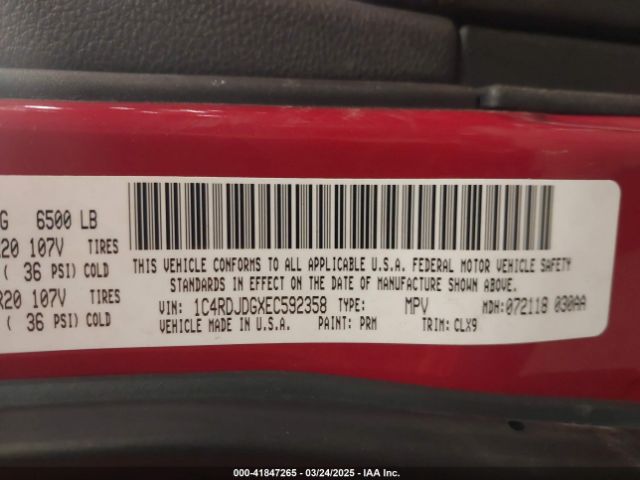 G 6500 LB
R20 107V TIRES
( 36 PSI) COLD
R20 107V TIRES
( 36 PSI) COLD
THIS VEHICLE CONFORMS TO ALL APPLICABLE U.S.A. FEDERAL MOTOR VEHICLE SAFETY
STANDARDS IN EFFECT ON THE DATE OF MANUFACTURE SHOWN ABOVE.
VIN: 1C4RDJDGXEC592358 TYPE: MPV MDH:072118 030AA
VEHICLE MADE IN U.S.A. PAINT: PRM TRIM: CLX9
000-41847265 - 03/24/2025 - IAA Inc.